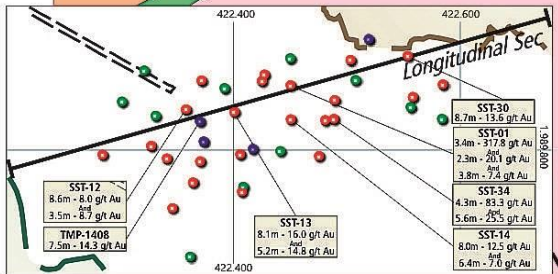 422.400
422.600
Longitudinal Sec
1.989.800
SST-30
8.7m - 13.6 g/t Au
SST-01
3.4m - 317.8 g/t Au
And
2.3m - 20.1 g/t Au
And
3.8m - 7.4 g/t Au
SST-34
4.3m - 83.3 g/t Au
And
5.6m - 25.5 g/t Au
SST-14
8.0m - 12.5 g/t Au
And
6.4m - 7.0 g/t Au
SST-12
8.6m - 8.0 g/t Au
And
3.5m - 8.7 g/t Au
TMP-1408
7.5m - 14.3 g/t Au
SST-13
8.1m - 16.0 g/t Au
And
5.2m - 14.8 g/t Au
422.400